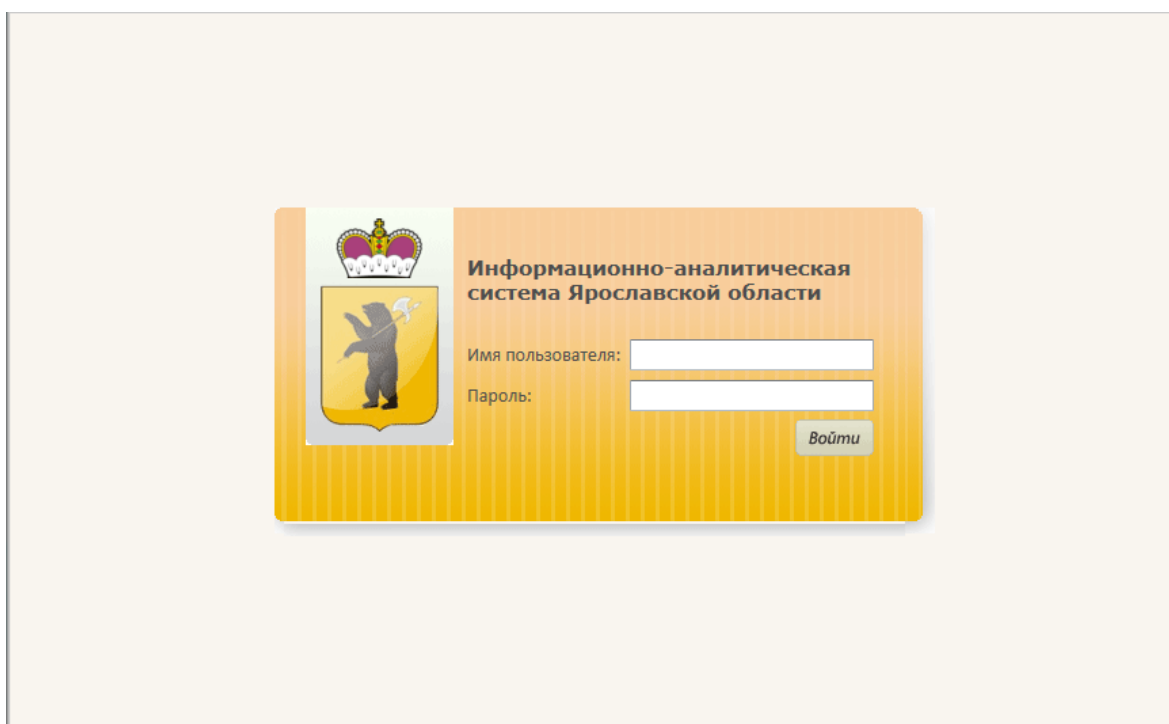 Информационно-аналитическая
система Ярославской области
Имя пользователя:
Пароль:
Войти